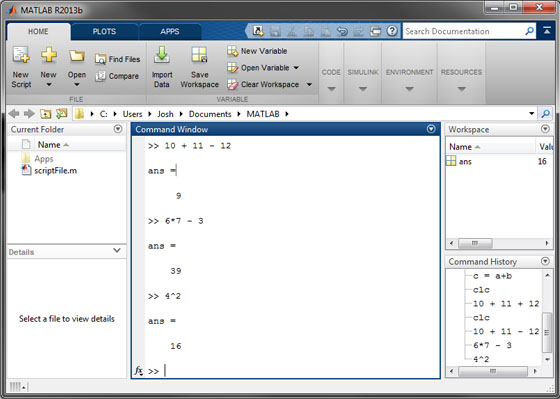 MATLAB R2013b
HOME PLOTS APPS
Search Documentation
New Script
New
Open
Find Files
Compare
Import Data
Save Workspace
New Variable
Open Variable
Clear Workspace
CODE
SIMULINK
ENVIRONMENT
RESOURCES
FILE
VARIABLE
C: Users Josh Documents MATLAB
Current Folder
Name
Apps
scriptFile.m
Details
Select a file to view details
Command Window
>> 10 + 11 - 12
ans =
9
>> 6*7 - 3
ans =
39
>> 4^2
ans =
16
fx >>
Workspace
Name Valu
ans 16
Command History
c = a+b
clc
10 + 11 + 12
clc
10 + 11 - 12
6*7 - 3
4^2